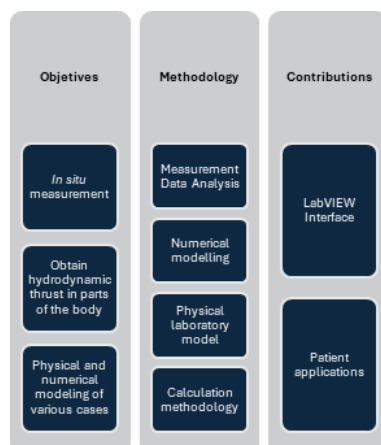 Objetives
In situ
measurement
Obtain
hydrodynamic
thrust in parts
of the body
Physical and
numerical
modeling of
various cases
Methodology
Measurement
Data Analysis
Numerical
modelling
Physical
laboratory
model
Calculation
methodology
Contributions
LabVIEW
Interface
Patient
applications